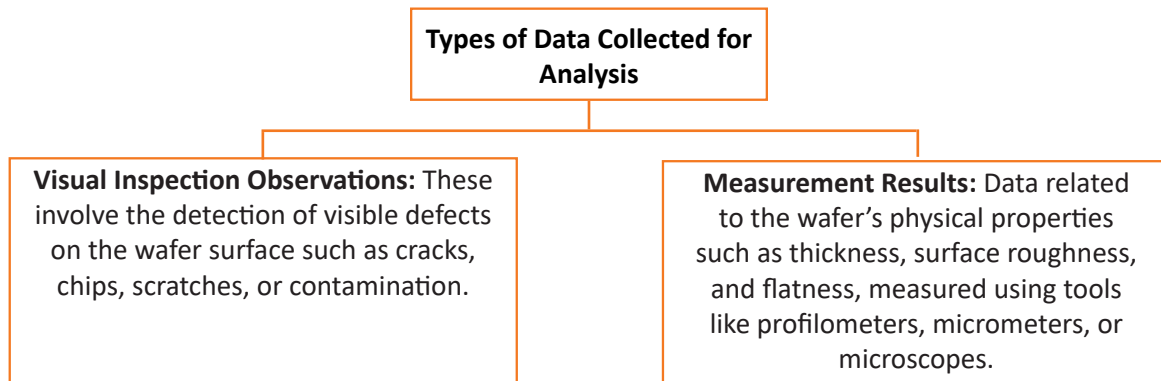 Types of Data Collected for
Analysis
Visual Inspection Observations: These
involve the detection of visible defects
on the wafer surface such as cracks,
chips, scratches, or contamination.
Measurement Results: Data related
to the wafer’s physical properties
such as thickness, surface roughness,
and flatness, measured using tools
like profilometers, micrometers, or
microscopes.